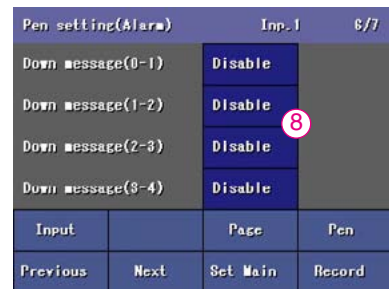 Pen setting(Alarm) Inp.1 6/7
Down message(0-1) Disable
Down message(1-2) Disable
8
Down message(2-3) Disable
Down message(3-4) Disable
Input Page Pen
Previous Next Set Main Record